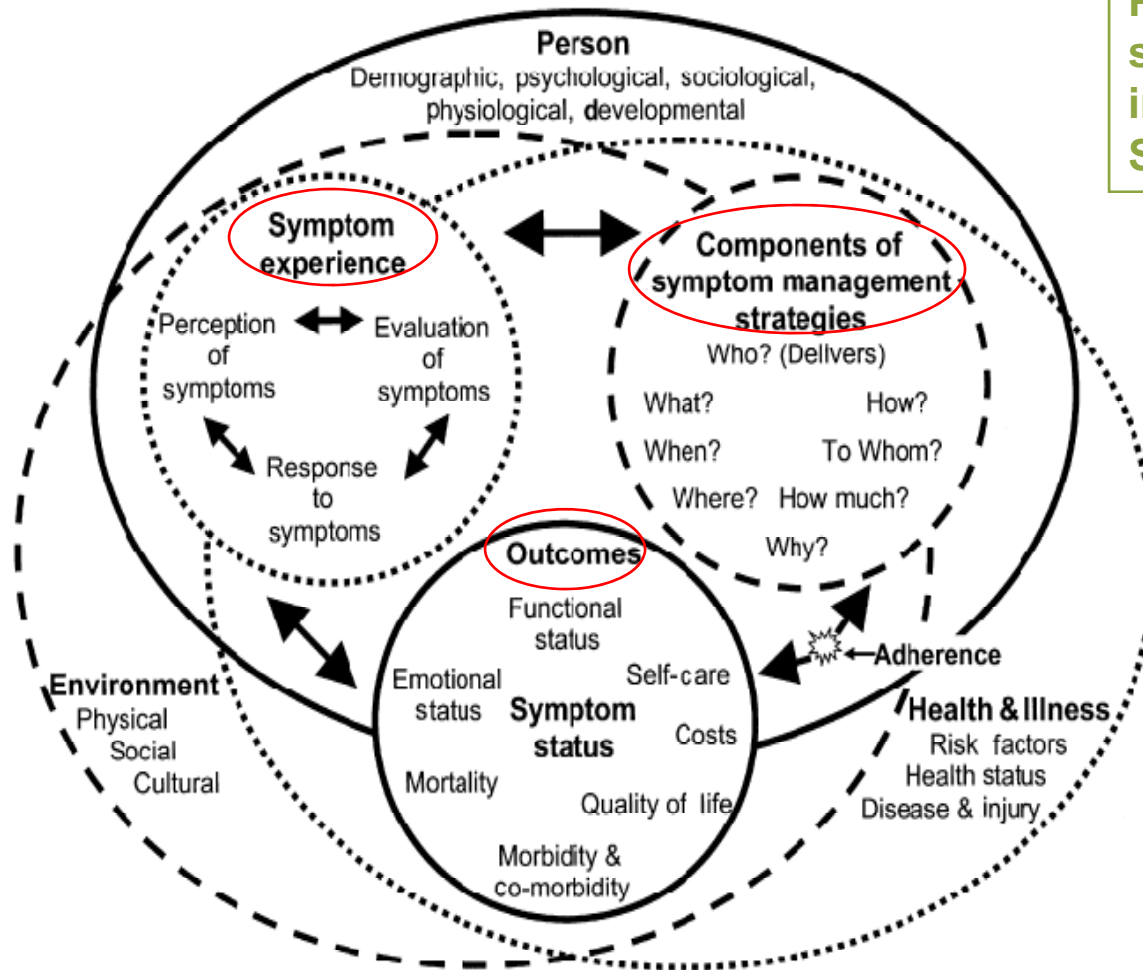 Person
Demographic, psychological, sociological,
physiological, developmental
Symptom
experience
Perception
of
symptoms
Evaluation
of
symptoms
Response
to
symptoms
Components of
symptom management
strategies
Who? (Delivers)
What?
How?
When?
To Whom?
Where?
How much?
Why?
Outcomes
Functional
status
Emotional
status
Self-care
Symptom
status
Costs
Mortality
Quality of life
Morbidity &
co-morbidity
Adherence
Environment
Physical
Social
Cultural
Health & Illness
Risk factors
Health status
Disease & injury